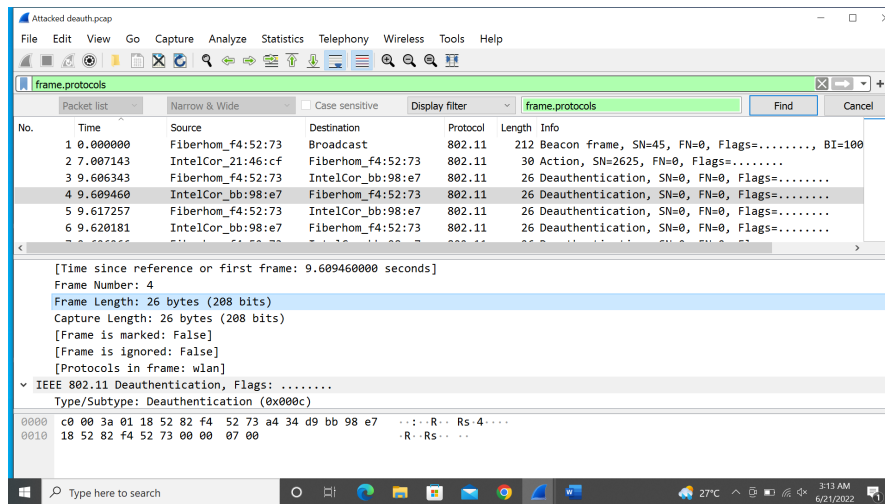 Attacked deauth.pcap
File Edit View Go Capture Analyze Statistics Telephony Wireless Tools Help
frame.protocols
Packet list Narrow & Wide Case sensitive Display filter frame.protocols Find Cancel
No. Time Source Destination Protocol Length Info
1 0.000000 Fiberhom_f4:52:73 Broadcast 802.11 212 Beacon frame, SN=45, FN=0, Flags=........, BI=100
2 7.007143 IntelCor_21:46:cf Fiberhom_f4:52:73 802.11 30 Action, SN=2625, FN=0, Flags=........
3 9.606343 Fiberhom_f4:52:73 IntelCor_bb:98:e7 802.11 26 Deauthentication, SN=0, FN=0, Flags=........
4 9.609460 IntelCor_bb:98:e7 Fiberhom_f4:52:73 802.11 26 Deauthentication, SN=0, FN=0, Flags=........
5 9.617257 Fiberhom_f4:52:73 IntelCor_bb:98:e7 802.11 26 Deauthentication, SN=0, FN=0, Flags=........
6 9.620181 IntelCor_bb:98:e7 Fiberhom_f4:52:73 802.11 26 Deauthentication, SN=0, FN=0, Flags=........
[Time since reference or first frame: 9.609460000 seconds]
Frame Number: 4
Frame Length: 26 bytes (208 bits)
Capture Length: 26 bytes (208 bits)
[Frame is marked: False]
[Frame is ignored: False]
[Protocols in frame: wlan]
IEEE 802.11 Deauthentication, Flags: ........
Type/Subtype: Deauthentication (0x000c)
0000 c0 00 3a 01 18 52 82 f4 52 73 a4 34 d9 bb 98 e7 ··:··R·· Rs·4····
0010 18 52 82 f4 52 73 00 00 07 00 ·R··Rs·· ··
Type here to search
27°C
3:13 AM
6/21/2022